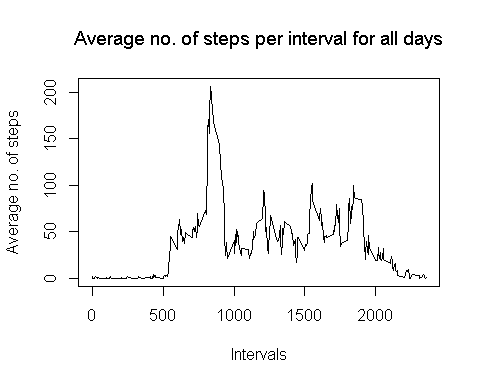 Average no. of steps per interval for all days
Average no. of steps
200
150
100
50
0
0 500 1000 1500 2000
Intervals